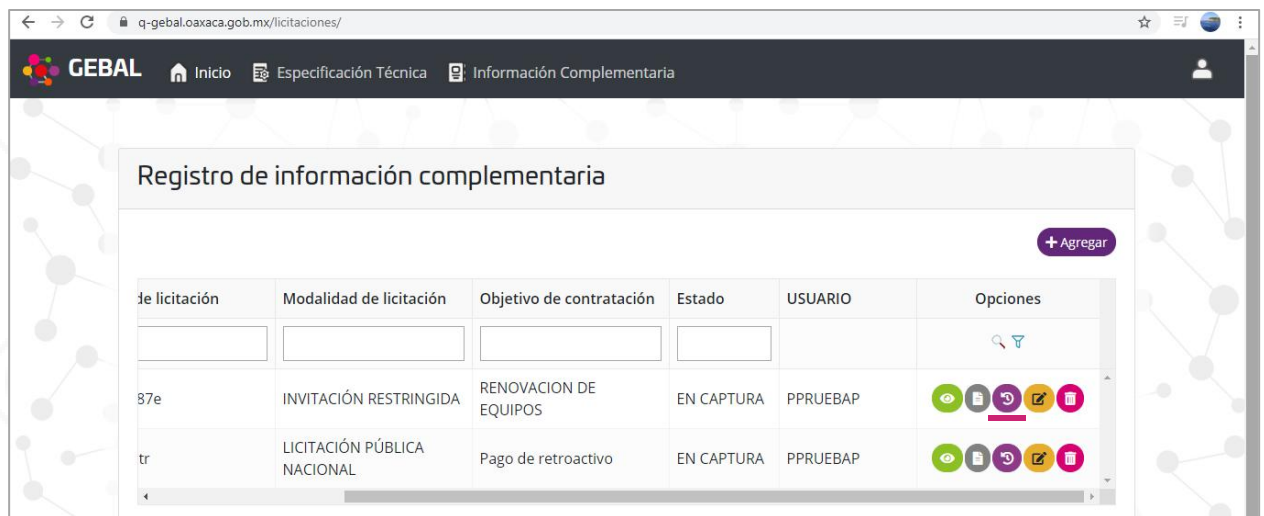 q-gebal.oaxaca.gob.mx/licitaciones/
GEBAL Inicio Especificación Técnica Información Complementaria
Registro de información complementaria
+ Agregar
de licitación Modalidad de licitación Objetivo de contratación Estado USUARIO Opciones
87e INVITACIÓN RESTRINGIDA RENOVACION DE
EQUIPOS EN CAPTURA PPRUEBAP
tr LICITACIÓN PÚBLICA
NACIONAL Pago de retroactivo EN CAPTURA PPRUEBAP